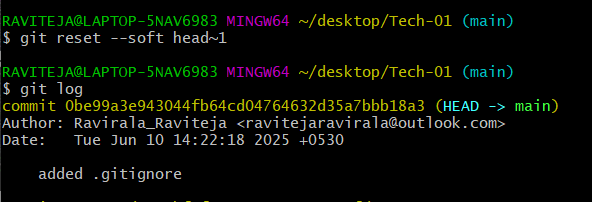 RAVITEJA@LAPTOP-5NAV6983 MINGW64 ~/desktop/Tech-01 (main)
$ git reset --soft head~1
RAVITEJA@LAPTOP-5NAV6983 MINGW64 ~/desktop/Tech-01 (main)
$ git log
commit 0be99a3e943044fb64cd04764632d35a7bbb18a3 (HEAD -> main)
Author: Ravirala_Raviteja <ravitejaravirala@outlook.com>
Date:   Tue Jun 10 14:22:18 2025 +0530
added .gitignore